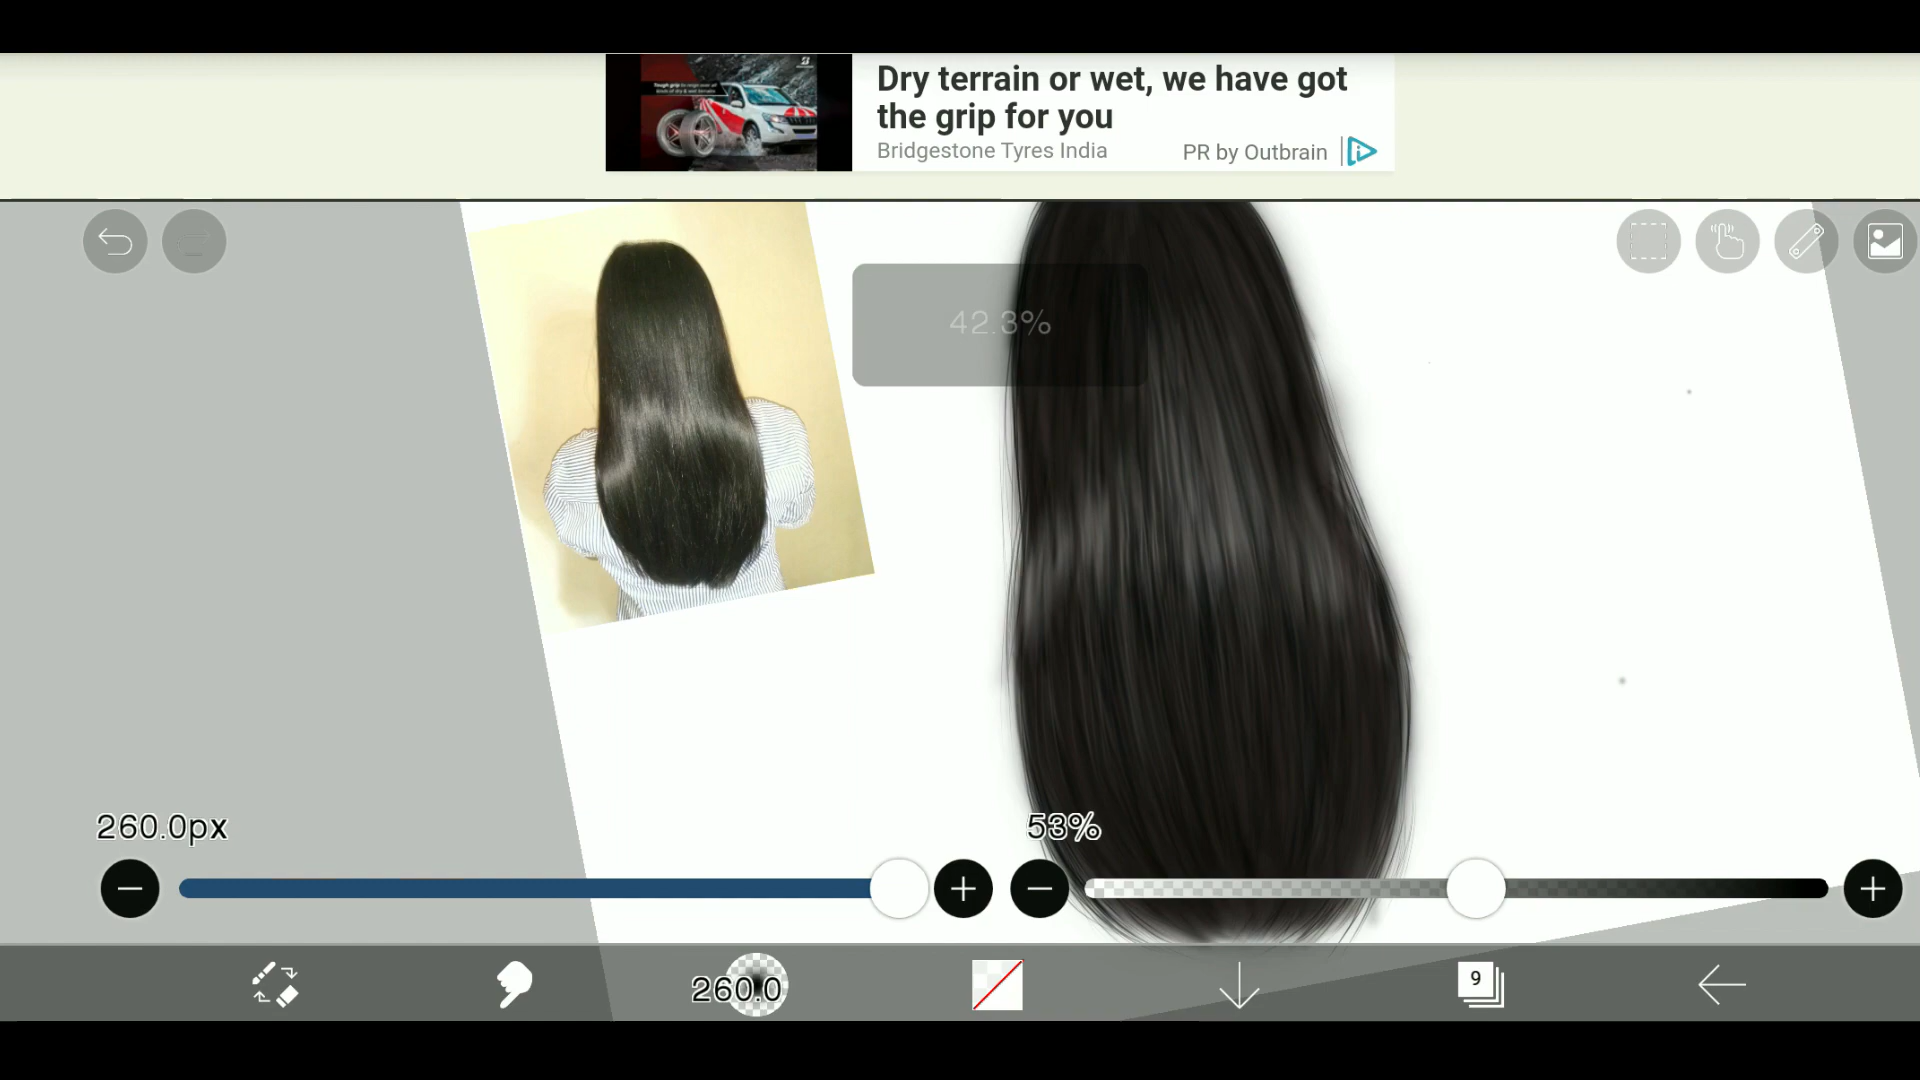 Dry terrain or wet, we have got
the grip for you
Bridgestone Tyres India
PR by Outbrain
42.3%
260.0px
53%
260.0
9